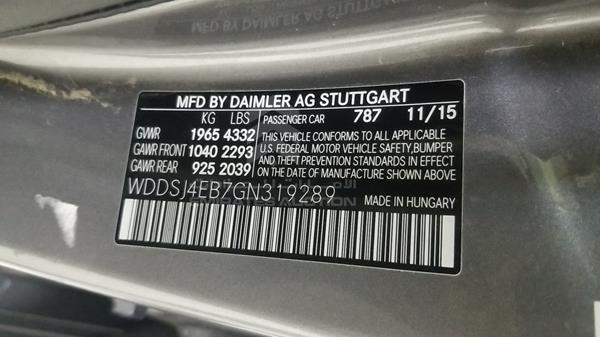 MFD BY DAIMLER AG STUTTGART
KG LBS
GVWR 1965 4332
GAWR FRONT 1040 2293
GAWR REAR 925 2039
PASSENGER CAR 787 11/15
THIS VEHICLE CONFORMS TO ALL APPLICABLE
U.S. FEDERAL MOTOR VEHICLE SAFETY, BUMPER
AND THEFT PREVENTION STANDARDS IN EFFECT
ON THE DATE OF MANUFACTURE SHOWN ABOVE.
WDDSJ4EB7GN319289
MADE IN HUNGARY